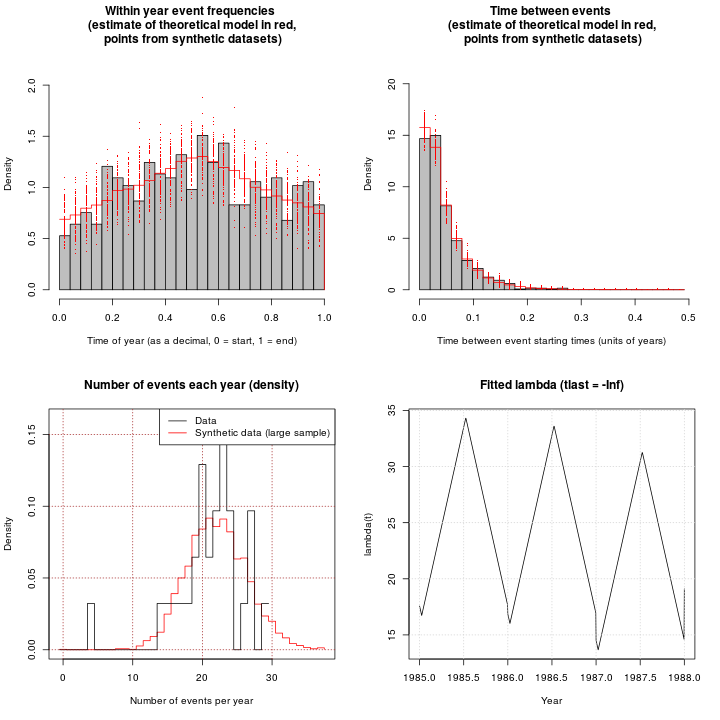 Within year event frequencies
(estimate of theoretical model in red,
points from synthetic datasets)
Density
2.0
1.5
1.0
0.5
0.0
0.0 0.2 0.4 0.6 0.8 1.0
Time of year (as a decimal, 0 = start, 1 = end)
Time between events
(estimate of theoretical model in red,
points from synthetic datasets)
Density
20
15
10
5
0
0.0 0.1 0.2 0.3 0.4 0.5
Time between event starting times (units of years)
Number of events each year (density)
Data
Synthetic data (large sample)
Density
0.15
0.10
0.05
0.00
0 10 20 30
Number of events per year
Fitted lambda (tlast = -Inf)
lambda(t)
35
30
25
20
15
1985.0 1985.5 1986.0 1986.5 1987.0 1987.5 1988.0
Year